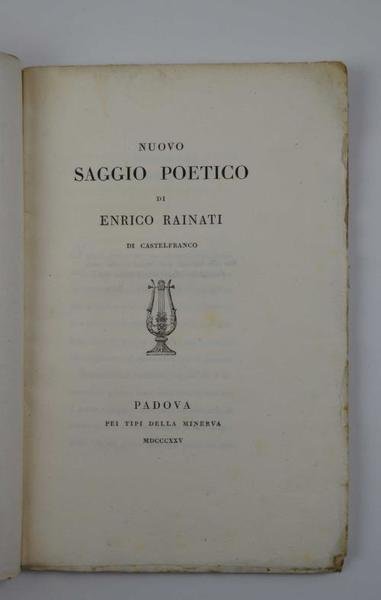 NUOVO
SAGGIO POETICO
DI
ENRICO RAINATI
DI CASTELFRANCO
PADOVA
PEI TIPI DELLA MINERVA
MDCCCXXV